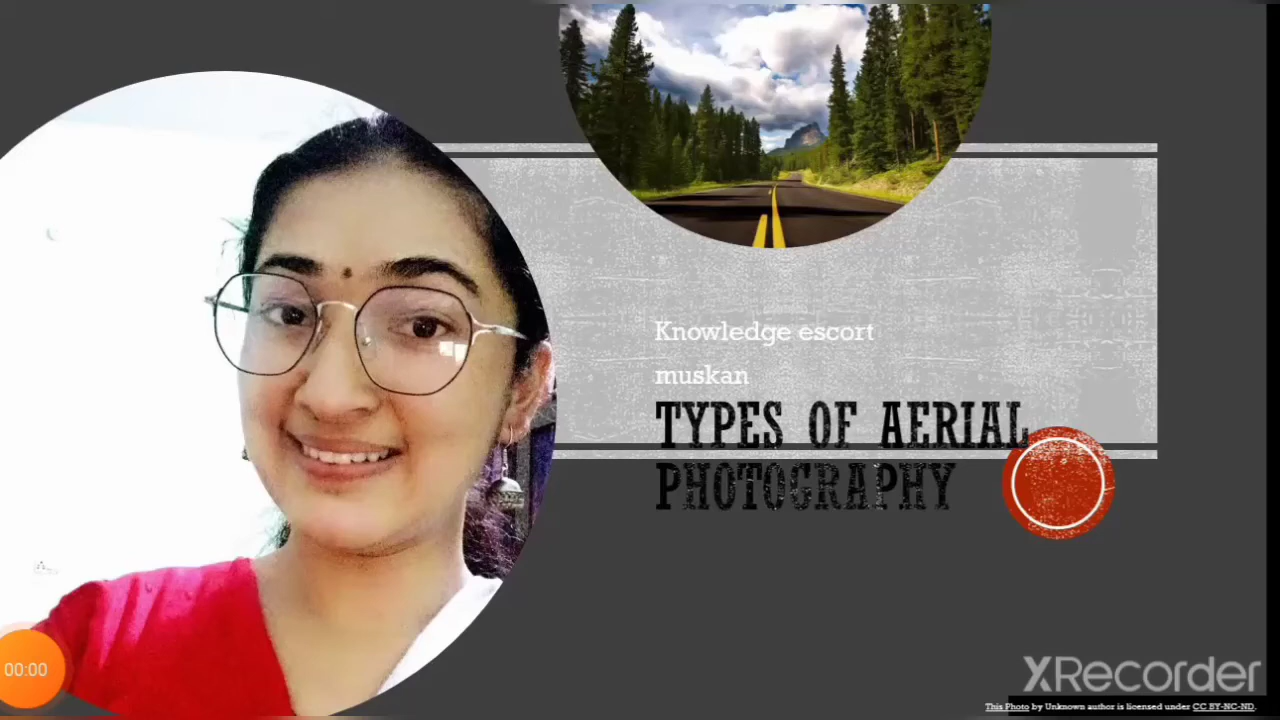 Knowledge escort
muskan
TYPES OF AERIAL
PHOTOGRAPHY
00:00
XRecorder
This Photo by Unknown author is licensed under CC BY-NC-ND.